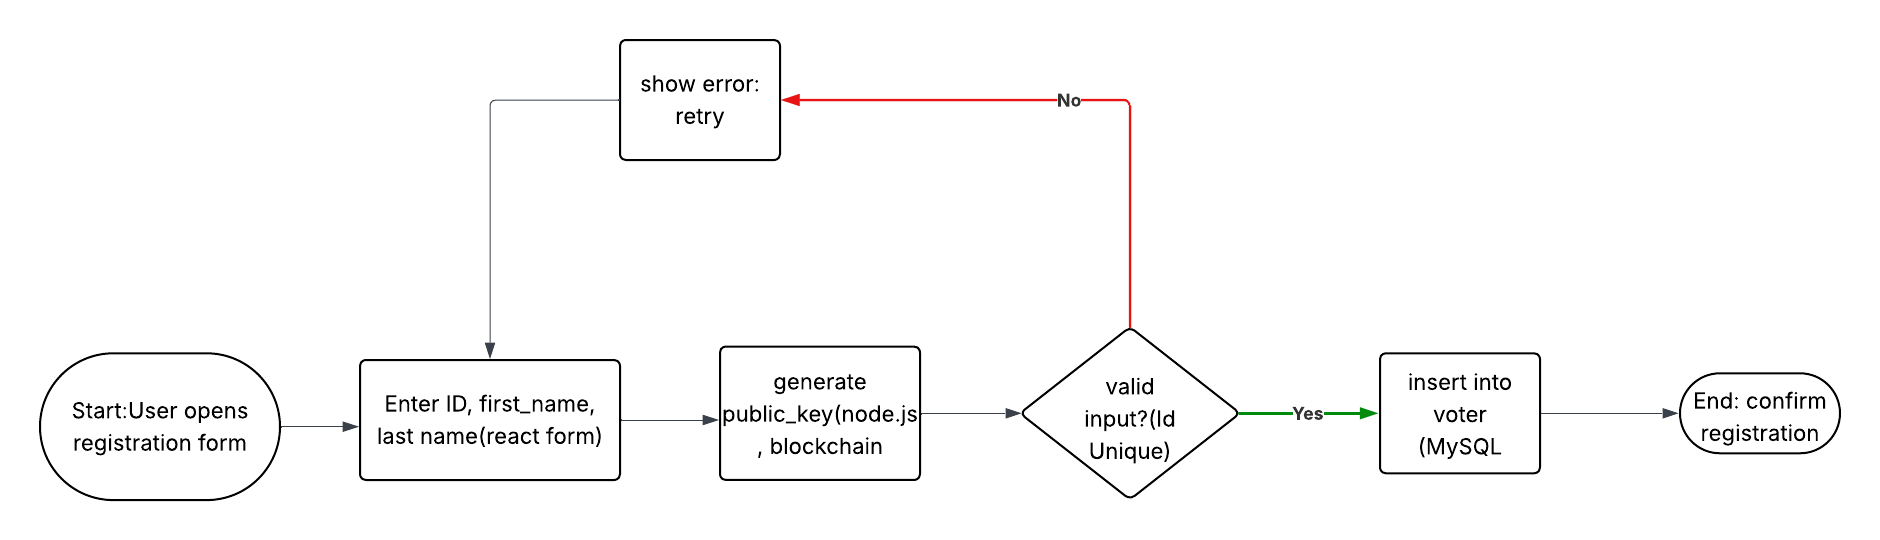 show error:
retry
No
Start:User opens
registration form
Enter ID, first_name,
last name(react form)
generate
public_key(node.js
, blockchain
valid
input?(Id
Unique)
Yes
insert into
voter
(MySQL
End: confirm
registration